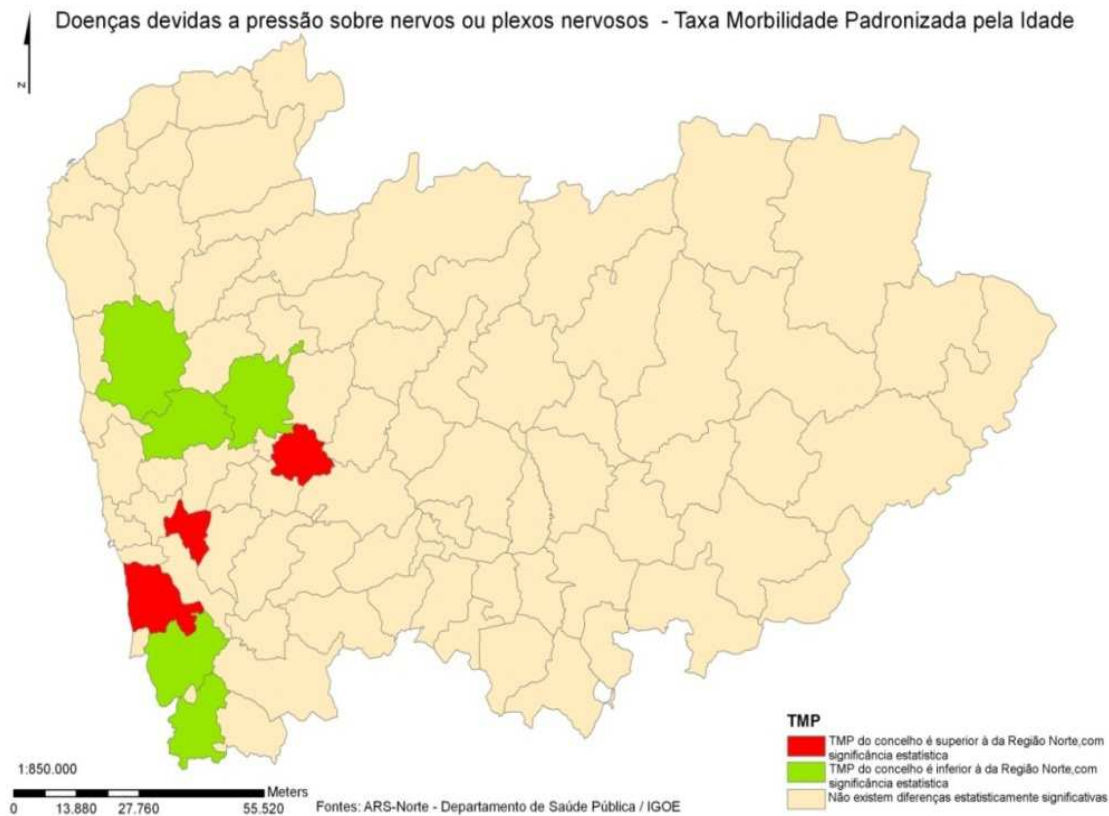 Doenças devidas a pressão sobre nervos ou plexos nervosos - Taxa Morbilidade Padronizada pela Idade
N
TMP
TMP do concelho é superior à da Região Norte,com
significância estatística
TMP do concelho é inferior à da Região Norte,com
significância estatística
Não existem diferenças estatisticamente significativas
1:850.000
Meters
0 13.880 27.760 55.520
Fontes: ARS-Norte - Departamento de Saúde Pública / IGOE